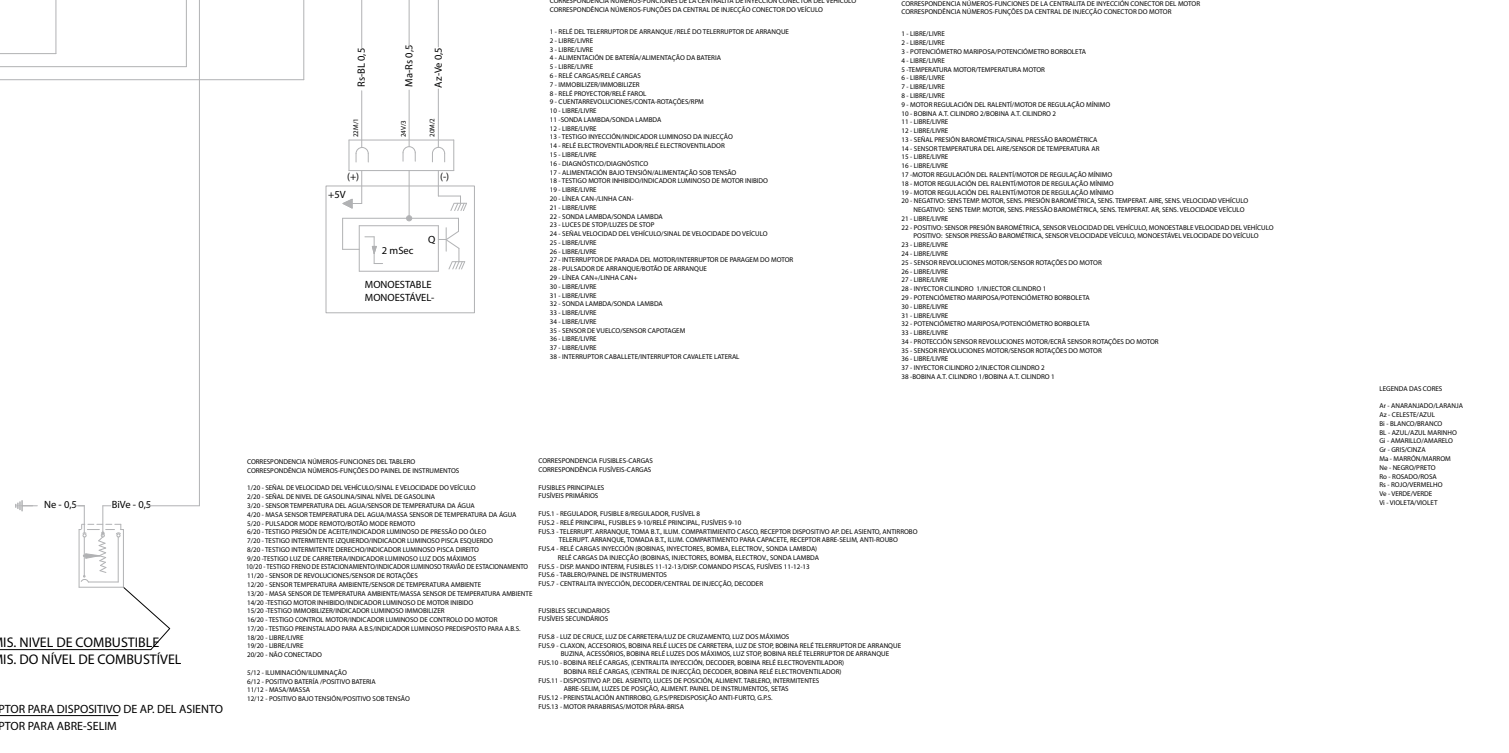 CORRESPONDENCIA NÚMEROS-FUNCIONES DE LA CENTRALITA DE INYECCIÓN CONECTOR DEL VEHÍCULO
CORRESPONDÊNCIA NÚMEROS-FUNÇÕES DA CENTRAL DE INJECÇÃO CONECTOR DO VEÍCULO
1 - RELÉ DEL TELERRUPTOR DE ARRANQUE /RELÉ DO TELERRUPTOR DE ARRANQUE
2 - LIBRE/LIVRE
3 - LIBRE/LIVRE
4 - ALIMENTACIÓN DE BATERÍA/ALIMENTAÇÃO DA BATERIA
5 - LIBRE/LIVRE
6 - RELÉ CARGAS/RELÉ CARGAS
7 - IMMOBILIZER/IMMOBILIZER
8 - RELÉ PROYECTOR/RELÉ FAROL
9 - CUENTARREVOLUCIONES/CONTA-ROTAÇÕES/RPM
10 - LIBRE/LIVRE
11 -SONDA LAMBDA/SONDA LAMBDA
12 - LIBRE/LIVRE
13 - TESTIGO INYECCIÓN/INDICADOR LUMINOSO DA INJECÇÃO
14 - RELÉ ELECTROVENTILADOR/RELÉ ELECTROVENTILADOR
15 - LIBRE/LIVRE
16 - DIAGNÓSTICO/DIAGNÓSTICO
17 - ALIMENTACIÓN BAJO TENSIÓN/ALIMENTAÇÃO SOB TENSÃO
18 - TESTIGO MOTOR INHIBIDO/INDICADOR LUMINOSO DE MOTOR INIBIDO
19 - LIBRE/LIVRE
20 - LÍNEA CAN-/LINHA CAN-
21 - LIBRE/LIVRE
22 - SONDA LAMBDA/SONDA LAMBDA
23 - LUCES DE STOP/LUZES DE STOP
24 - SEÑAL VELOCIDAD DEL VEHÍCULO/SINAL DE VELOCIDADE DO VEÍCULO
25 - LIBRE/LIVRE
26 - LIBRE/LIVRE
27 - INTERRUPTOR DE PARADA DEL MOTOR/INTERRUPTOR DE PARAGEM DO MOTOR
28 - PULSADOR DE ARRANQUE/BOTÃO DE ARRANQUE
29 - LÍNEA CAN+/LINHA CAN+
30 - LIBRE/LIVRE
31 - LIBRE/LIVRE
32 - SONDA LAMBDA/SONDA LAMBDA
33 - LIBRE/LIVRE
34 - LIBRE/LIVRE
35 - SENSOR DE VUELCO/SENSOR CAPOTAGEM
36 - LIBRE/LIVRE
37 - LIBRE/LIVRE
38 - INTERRUPTOR CABALLETE/INTERRUPTOR CAVALETE LATERAL
CORRESPONDENCIA NÚMEROS-FUNCIONES DE LA CENTRALITA DE INYECCIÓN CONECTOR DEL MOTOR
CORRESPONDÊNCIA NÚMEROS-FUNÇÕES DA CENTRAL DE INJECÇÃO CONECTOR DO MOTOR
1 - LIBRE/LIVRE
2 - LIBRE/LIVRE
3 - POTENCIÓMETRO MARIPOSA/POTENCIÓMETRO BORBOLETA
4 - LIBRE/LIVRE
5 -TEMPERATURA MOTOR/TEMPERATURA MOTOR
6 - LIBRE/LIVRE
7 - LIBRE/LIVRE
8 - LIBRE/LIVRE
9 - MOTOR REGULACIÓN DEL RALENTÍ/MOTOR DE REGULAÇÃO MÍNIMO
10 - BOBINA A.T. CILINDRO 2/BOBINA A.T. CILINDRO 2
11 - LIBRE/LIVRE
12 - LIBRE/LIVRE
13 - SEÑAL PRESIÓN BAROMÉTRICA/SINAL PRESSÃO BAROMÉTRICA
14 - SENSOR TEMPERATURA DEL AIRE/SENSOR DE TEMPERATURA AR
15 - LIBRE/LIVRE
16 - LIBRE/LIVRE
17 -MOTOR REGULACIÓN DEL RALENTÍ/MOTOR DE REGULAÇÃO MÍNIMO
18 - MOTOR REGULACIÓN DEL RALENTÍ/MOTOR DE REGULAÇÃO MÍNIMO
19 - MOTOR REGULACIÓN DEL RALENTÍ/MOTOR DE REGULAÇÃO MÍNIMO
20 - NEGATIVO: SENS TEMP. MOTOR, SENS. PRESIÓN BAROMÉTRICA, SENS. TEMPERAT. AIRE, SENS. VELOCIDAD VEHÍCULO
NEGATIVO: SENS TEMP. MOTOR, SENS. PRESSÃO BAROMÉTRICA, SENS. TEMPERAT. AR, SENS. VELOCIDADE VEÍCULO
21 - LIBRE/LIVRE
22 - POSITIVO: SENSOR PRESIÓN BAROMÉTRICA, SENSOR VELOCIDAD DEL VEHÍCULO, MONOESTABLE VELOCIDAD DEL VEHÍCULO
POSITIVO: SENSOR PRESSÃO BAROMÉTRICA, SENSOR VELOCIDADE VEÍCULO, MONOESTÁVEL VELOCIDADE DO VEÍCULO
23 - LIBRE/LIVRE
24 - LIBRE/LIVRE
25 - SENSOR REVOLUCIONES MOTOR/SENSOR ROTAÇÕES DO MOTOR
26 - LIBRE/LIVRE
27 - LIBRE/LIVRE
28 - INYECTOR CILINDRO 1/INJECTOR CILINDRO 1
29 - POTENCIÓMETRO MARIPOSA/POTENCIÓMETRO BORBOLETA
30 - LIBRE/LIVRE
31 - LIBRE/LIVRE
32 - POTENCIÓMETRO MARIPOSA/POTENCIÓMETRO BORBOLETA
33 - LIBRE/LIVRE
34 - PROTECCIÓN SENSOR REVOLUCIONES MOTOR/ECRÃ SENSOR ROTAÇÕES DO MOTOR
35 - SENSOR REVOLUCIONES MOTOR/SENSOR ROTAÇÕES DO MOTOR
36 - LIBRE/LIVRE
37 - INYECTOR CILINDRO 2/INJECTOR CILINDRO 2
38 -BOBINA A.T. CILINDRO 1/BOBINA A.T. CILINDRO 1
Rs-BL 0,5
Ma-Rs 0,5
Az-Ve 0,5
22M/1
24V/3
20M/2
(+)
(-)
+5V
Q
2 mSec
MONOESTABLE
MONOESTÁVEL-
LEGENDA DAS CORES
Ar - ANARANJADO/LARANJA
Az - CELESTE/AZUL
Bi - BLANCO/BRANCO
BL - AZUL/AZUL MARINHO
Gi - AMARILLO/AMARELO
Gr - GRIS/CINZA
Ma - MARRÓN/MARROM
Ne - NEGRO/PRETO
Ro - ROSADO/ROSA
Rs - ROJO/VERMELHO
Ve - VERDE/VERDE
Vi - VIOLETA/VIOLET
Ne - 0,5
BiVe - 0,5
MIS. NIVEL DE COMBUSTIBLE
MIS. DO NÍVEL DE COMBUSTÍVEL
PTOR PARA DISPOSITIVO DE AP. DEL ASIENTO
PTOR PARA ABRE-SELIM
CORRESPONDENCIA NÚMEROS-FUNCIONES DEL TABLERO
CORRESPONDÊNCIA NÚMEROS-FUNÇÕES DO PAINEL DE INSTRUMENTOS
1/20 - SEÑAL DE VELOCIDAD DEL VEHÍCULO/SINAL E VELOCIDADE DO VEÍCULO
2/20 - SEÑAL DE NIVEL DE GASOLINA/SINAL NÍVEL DE GASOLINA
3/20 - SENSOR TEMPERATURA DEL AGUA/SENSOR DE TEMPERATURA DA ÁGUA
4/20 - MASA SENSOR TEMPERATURA DEL AGUA/MASSA SENSOR DE TEMPERATURA DA ÁGUA
5/20 - PULSADOR MODE REMOTO/BOTÃO MODE REMOTO
6/20 - TESTIGO PRESIÓN DE ACEITE/INDICADOR LUMINOSO DE PRESSÃO DO ÓLEO
7/20 - TESTIGO INTERMITENTE IZQUIERDO/INDICADOR LUMINOSO PISCA ESQUERDO
8/20 - TESTIGO INTERMITENTE DERECHO/INDICADOR LUMINOSO PISCA DIREITO
9/20 -TESTIGO LUZ DE CARRETERA/INDICADOR LUMINOSO LUZ DOS MÁXIMOS
10/20 - TESTIGO FRENO DE ESTACIONAMIENTO/INDICADOR LUMINOSO TRAVÃO DE ESTACIONAMENTO
11/20 - SENSOR DE REVOLUCIONES/SENSOR DE ROTAÇÕES
12/20 - SENSOR TEMPERATURA AMBIENTE/SENSOR DE TEMPERATURA AMBIENTE
13/20 - MASA SENSOR DE TEMPERATURA AMBIENTE/MASSA SENSOR DE TEMPERATURA AMBIENTE
14/20 -TESTIGO MOTOR INHIBIDO/INDICADOR LUMINOSO DE MOTOR INIBIDO
15/20 -TESTIGO IMMOBILIZER/INDICADOR LUMINOSO IMMOBILIZER
16/20 - TESTIGO CONTROL MOTOR/INDICADOR LUMINOSO DE CONTROLO DO MOTOR
17/20 - TESTIGO PREINSTALADO PARA A.B.S/INDICADOR LUMINOSO PREDISPOSTO PARA A.B.S.
18/20 - LIBRE/LIVRE
19/20 - LIBRE/LIVRE
20/20 - NÃO CONECTADO
5/12 - ILUMINACIÓN/ILUMINAÇÃO
6/12 - POSITIVO BATERÍA /POSITIVO BATERIA
11/12 - MASA/MASSA
12/12 - POSITIVO BAJO TENSIÓN/POSITIVO SOB TENSÃO
CORRESPONDENCIA FUSIBLES-CARGAS
CORRESPONDÊNCIA FUSÍVEIS-CARGAS
FUSIBLES PRINCIPALES
FUSÍVEIS PRIMÁRIOS
FUS.1 - REGULADOR, FUSIBLE 8/REGULADOR, FUSÍVEL 8
FUS.2 - RELÉ PRINCIPAL, FUSIBLES 9-10/RELÉ PRINCIPAL, FUSÍVEIS 9-10
FUS.3 - TELERRUPT. ARRANQUE, TOMA B.T., ILUM. COMPARTIMIENTO CASCO, RECEPTOR DISPOSITIVO AP. DEL ASIENTO, ANTIRROBO
TELERUPT. ARRANQUE, TOMADA B.T., ILUM. COMPARTIMENTO PARA CAPACETE, RECEPTOR ABRE-SELIM, ANTI-ROUBO
FUS.4 - RELÉ CARGAS INYECCIÓN (BOBINAS, INYECTORES, BOMBA, ELECTROV., SONDA LAMBDA)
RELÉ CARGAS DA INJECÇÃO (BOBINAS, INJECTORES, BOMBA, ELECTROV., SONDA LAMBDA
FUS.5 - DISP. MANDO INTERM, FUSIBLES 11-12-13/DISP. COMANDO PISCAS, FUSÍVEIS 11-12-13
FUS.6 - TABLERO/PAINEL DE INSTRUMENTOS
FUS.7 - CENTRALITA INYECCIÓN, DECODER/CENTRAL DE INJECÇÃO, DECODER
FUSIBLES SECUNDARIOS
FUSÍVEIS SECUNDÁRIOS
FUS.8 - LUZ DE CRUCE, LUZ DE CARRETERA/LUZ DE CRUZAMENTO, LUZ DOS MÁXIMOS
FUS.9 - CLAXON, ACCESORIOS, BOBINA RELÉ LUCES DE CARRETERA, LUZ DE STOP, BOBINA RELÉ TELERRUPTOR DE ARRANQUE
BUZINA, ACESSÓRIOS, BOBINA RELÉ LUZES DOS MÁXIMOS, LUZ STOP, BOBINA RELÉ TELERRUPTOR DE ARRANQUE
FUS.10 - BOBINA RELÉ CARGAS, (CENTRALITA INYECCIÓN, DECODER, BOBINA RELÉ ELECTROVENTILADOR)
BOBINA RELÉ CARGAS, (CENTRAL DE INJECÇÃO, DECODER, BOBINA RELÉ ELECTROVENTILADOR)
FUS.11 - DISPOSITIVO AP. DEL ASIENTO, LUCES DE POSICIÓN, ALIMENT. TABLERO, INTERMITENTES
ABRE-SELIM, LUZES DE POSIÇÃO, ALIMENT. PAINEL DE INSTRUMENTOS, SETAS
FUS.12 - PREINSTALACIÓN ANTIRROBO, G.P.S/PREDISPOSIÇÃO ANTI-FURTO, G.P.S.
FUS.13 - MOTOR PARABRISAS/MOTOR PÁRA-BRISA